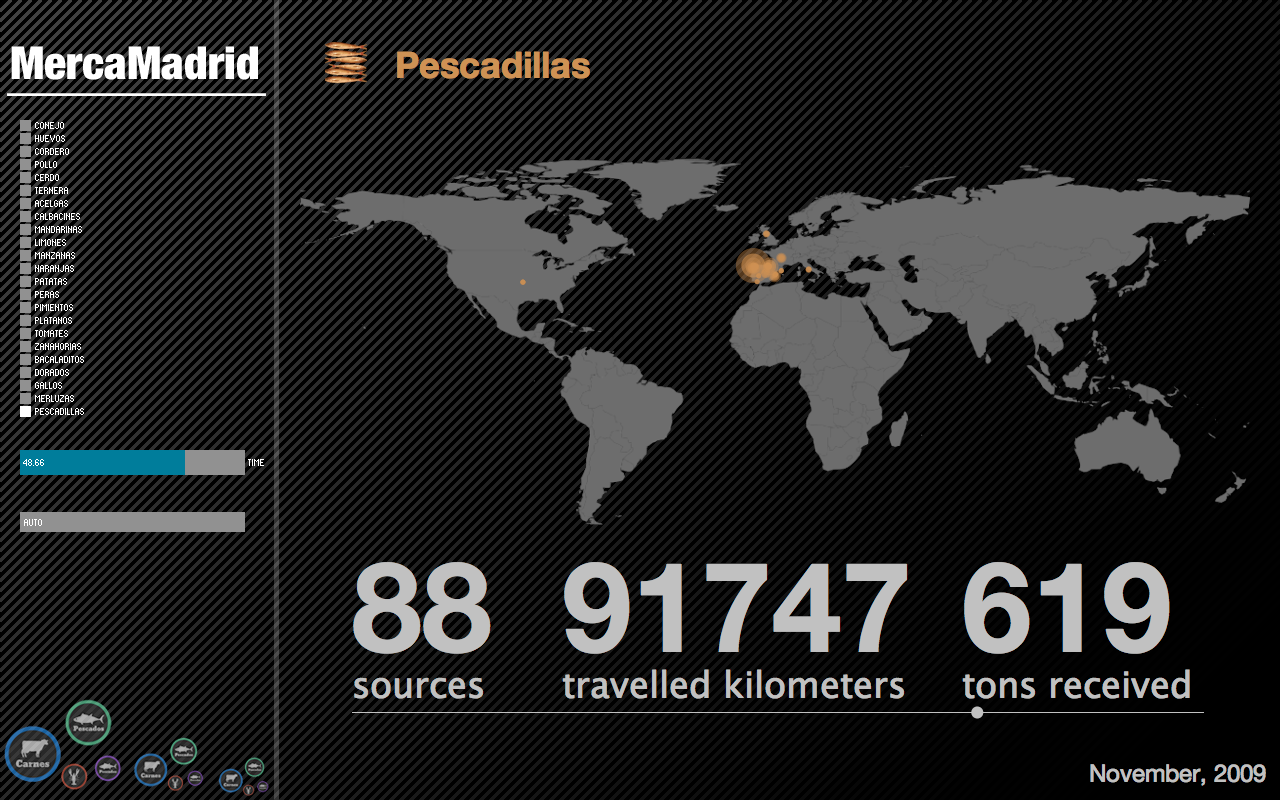 MercaMadrid
Pescadillas
CONEJO
HUEVOS
CORDERO
POLLO
CERDO
TERNERA
ACELGAS
CALBACINES
MANDARINAS
LIMONES
MANZANAS
NARANJAS
PATATAS
PERAS
PIMIENTOS
PLATANOS
TOMATES
ZANAHORIAS
BACALADITOS
DORADOS
GALLOS
MERLUZAS
PESCADILLAS
48.66 TIME
AUTO
88 91747 619
sources travelled kilometers tons received
Pescados
Carnes
Carnes
November, 2009